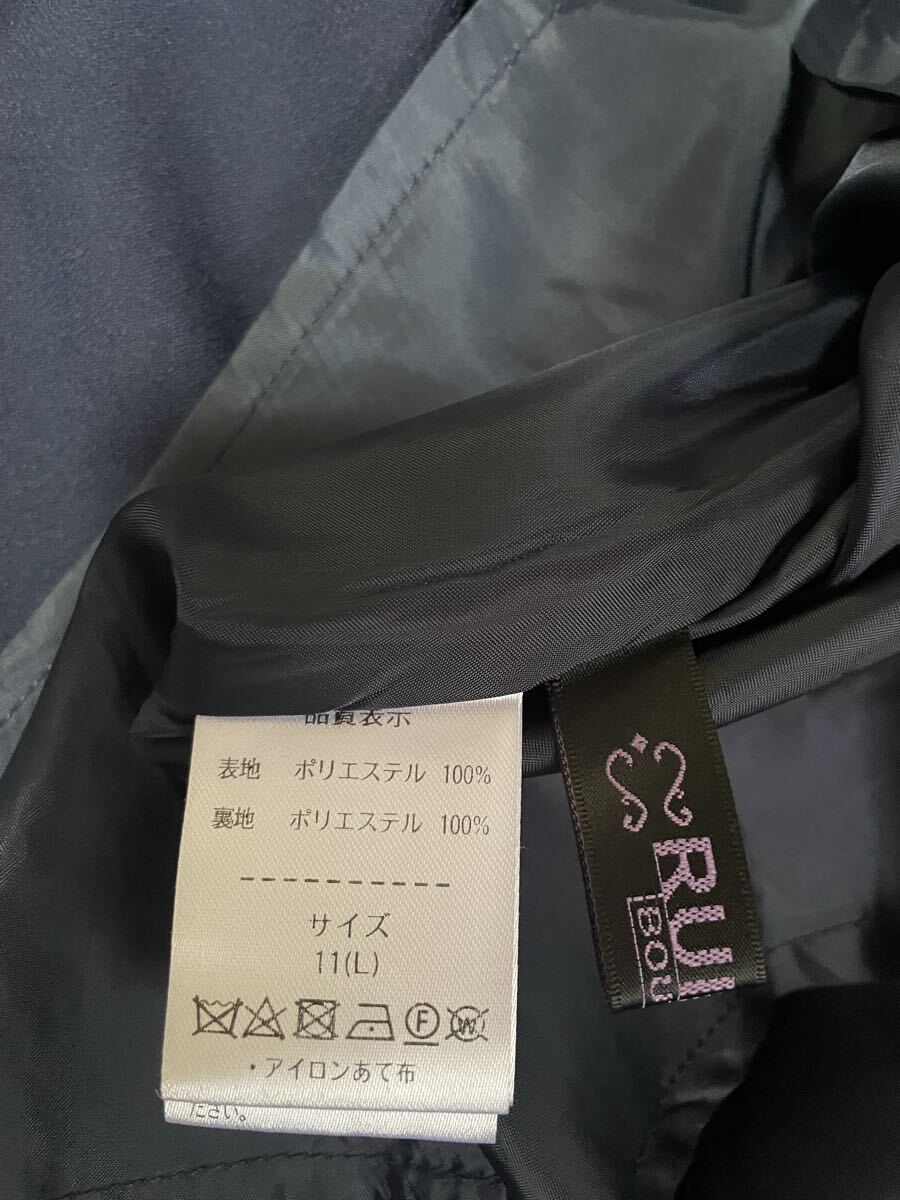 品質表示
表地 ポリエステル 100%
裏地 ポリエステル 100%
サイズ
11(L)
F
W
・アイロンあて布
ださい。
RU
BOU